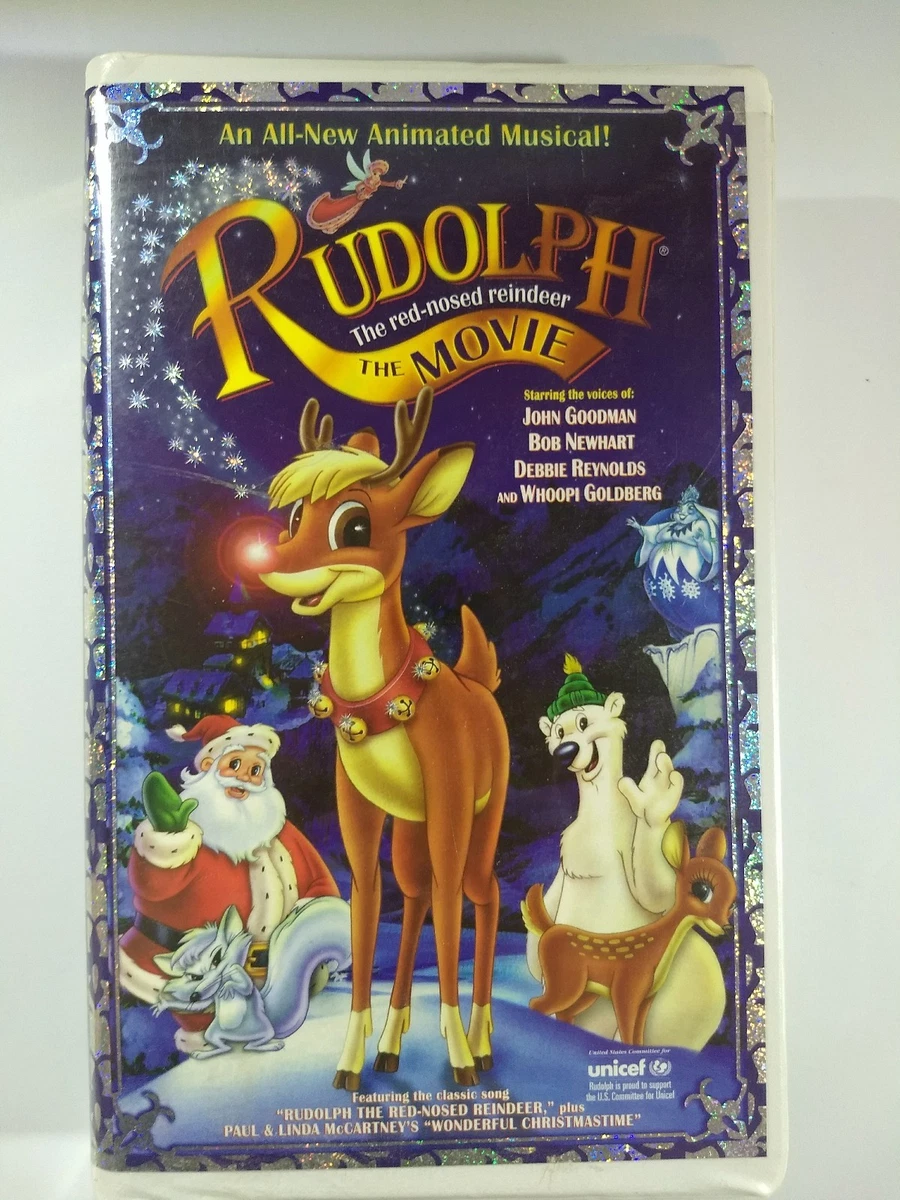 An All-New Animated Musical!
RUDOLPH®
The red-nosed reindeer
THE MOVIE
Starring the voices of:
JOHN GOODMAN
BOB NEWHART
DEBBIE REYNOLDS
AND WHOOPI GOLDBERG
United States Committee for
unicef
Rudolph is proud to support
the U.S. Committee for Unicef
Featuring the classic song
"RUDOLPH THE RED-NOSED REINDEER," plus
PAUL & LINDA McCARTNEY'S "WONDERFUL CHRISTMASTIME"